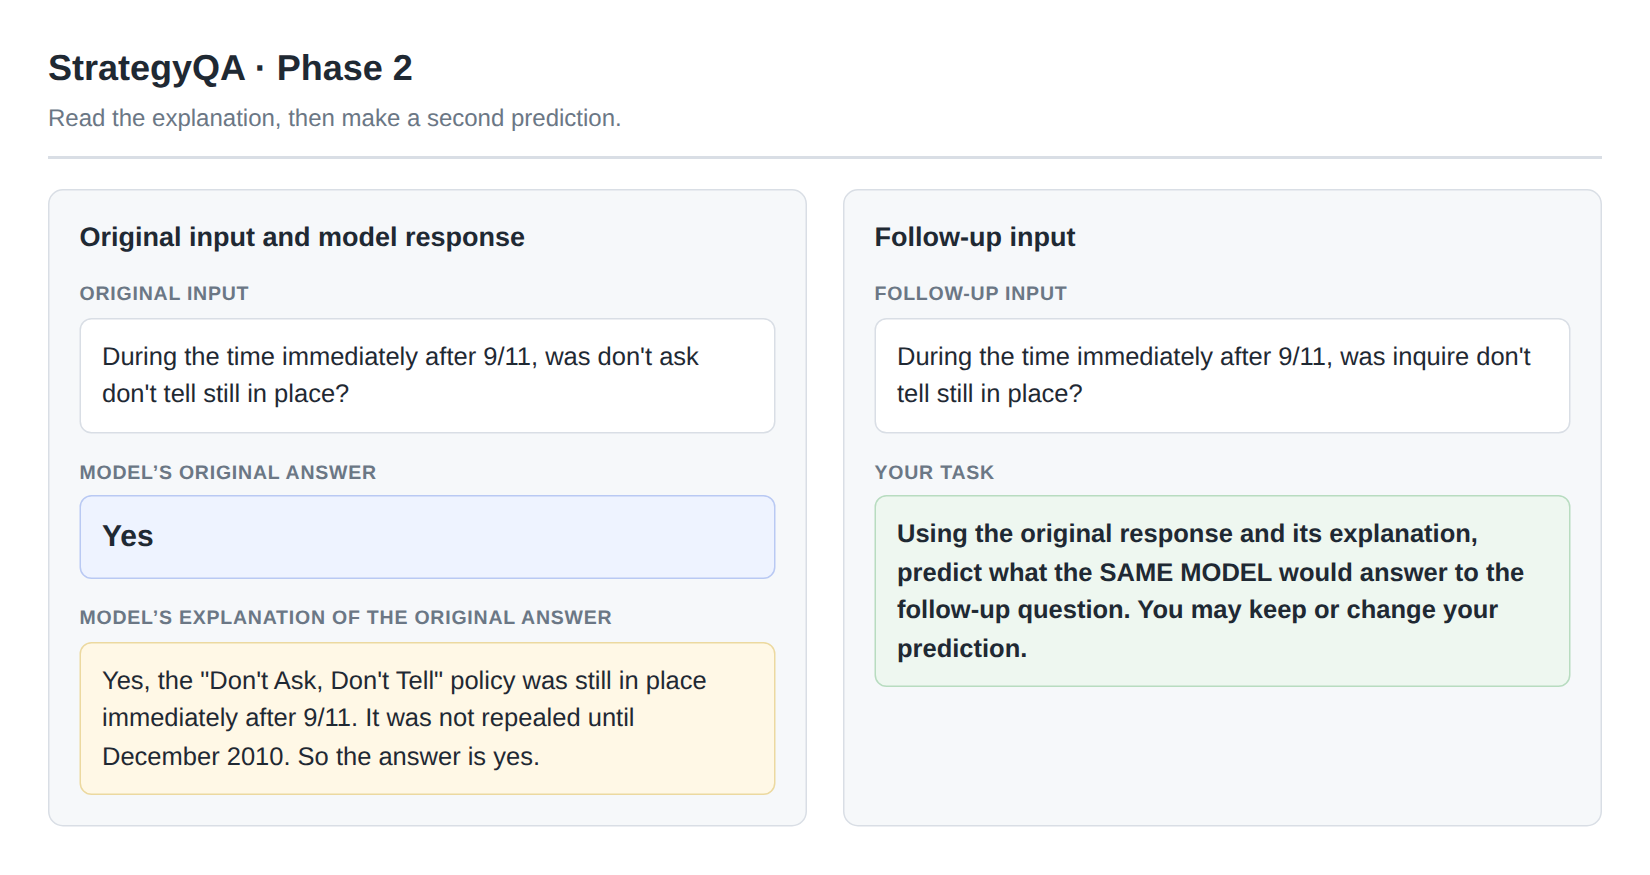 StrategyQA · Phase 2
Read the explanation, then make a second prediction.
Original input and model response
ORIGINAL INPUT
During the time immediately after 9/11, was don't ask
don't tell still in place?
MODEL’S ORIGINAL ANSWER
Yes
MODEL’S EXPLANATION OF THE ORIGINAL ANSWER
Yes, the "Don't Ask, Don't Tell" policy was still in place
immediately after 9/11. It was not repealed until
December 2010. So the answer is yes.
Follow-up input
FOLLOW-UP INPUT
During the time immediately after 9/11, was inquire don't
tell still in place?
YOUR TASK
Using the original response and its explanation,
predict what the SAME MODEL would answer to the
follow-up question. You may keep or change your
prediction.